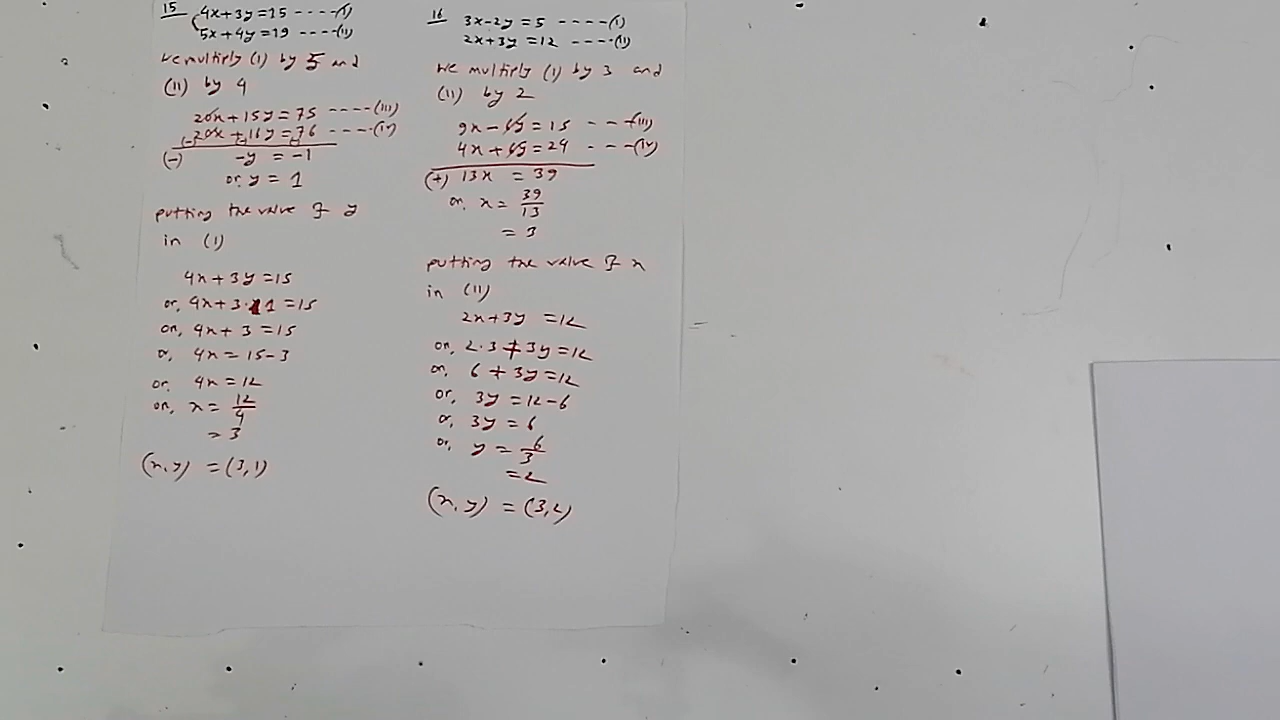 15 4x+3y=15 ----(I)
5x+4y=19 ----(II)
we multiply (I) by 5 and
(II) by 4
20x+15y=75 ----(III)
20x+16y=76 ----(IV)
(-) (-) (-)
(-) -y = -1
or, y = 1
putting the value of y
in (I)
4x+3y=15
or, 4x+3.1=15
or, 4x+3=15
or, 4x=15-3
or, 4x=12
or, x= 12/4
= 3
(x,y) =(3,1)
16 3x-2y=5 ----(I)
2x+3y=12 ----(II)
we multiply (I) by 3 and
(II) by 2
9x-6y=15 ---(III)
4x+6y=24 ---(IV)
(+) 13x = 39
or, x= 39/13
= 3
putting the value of x
in (II)
2x+3y =12
or, 2.3+3y=12
or, 6+3y=12
or, 3y=12-6
or, 3y=6
or, y= 6/3
=2
(x,y) =(3,2)